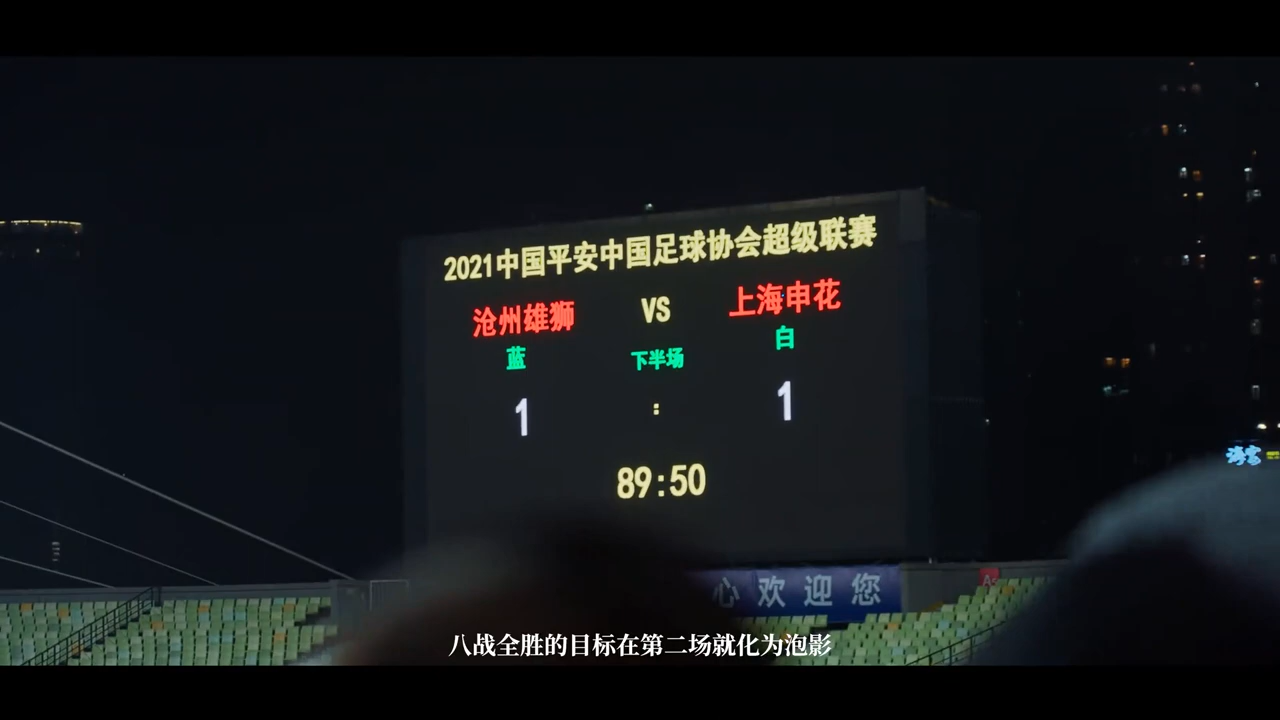 2021中国平安中国足球协会超级联赛
沧州雄狮 VS 上海申花
蓝 下半场 白
1 : 1
89:50
心欢迎您
八战全胜的目标在第二场就化为泡影